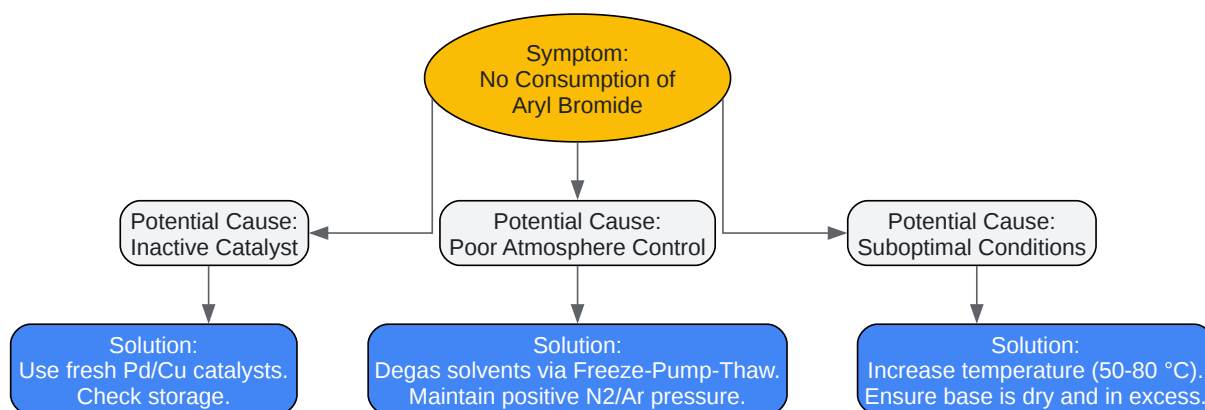 Symptom:
No Consumption of
Aryl Bromide
Potential Cause:
Inactive Catalyst
Potential Cause:
Poor Atmosphere Control
Potential Cause:
Suboptimal Conditions
Solution:
Use fresh Pd/Cu catalysts.
Check storage.
Solution:
Degas solvents via Freeze-Pump-Thaw.
Maintain positive N2/Ar pressure.
Solution:
Increase temperature (50-80 °C).
Ensure base is dry and in excess.